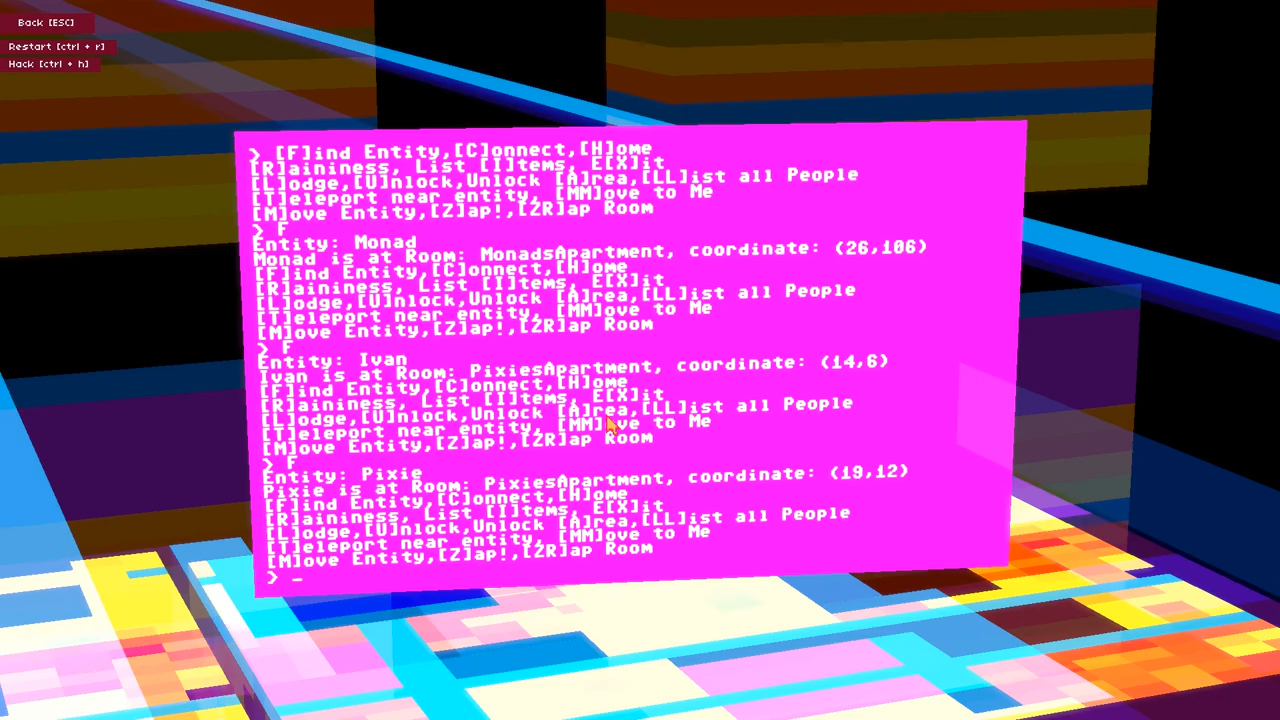 Back [ESC]
Restart [ctrl + r]
Hack [ctrl + h]
> [F]ind Entity,[C]onnect,[H]ome
[R]aininess, List [I]tems, E[X]it
[L]odge,[U]nlock,Unlock [A]rea,[LL]ist all People
[T]eleport near entity, [MM]ove to Me
[M]ove Entity,[Z]ap!,[ZR]ap Room
> F
Entity: Monad
Monad is at Room: MonadsApartment, coordinate: (26,106)
[F]ind Entity,[C]onnect,[H]ome
[R]aininess, List [I]tems, E[X]it
[L]odge,[U]nlock,Unlock [A]rea,[LL]ist all People
[T]eleport near entity, [MM]ove to Me
[M]ove Entity,[Z]ap!,[ZR]ap Room
> F
Entity: Ivan
Ivan is at Room: PixiesApartment, coordinate: (14,6)
[F]ind Entity,[C]onnect,[H]ome
[R]aininess, List [I]tems, E[X]it
[L]odge,[U]nlock,Unlock [A]rea,[LL]ist all People
[T]eleport near entity, [MM]ove to Me
[M]ove Entity,[Z]ap!,[ZR]ap Room
> F
Entity: Pixie
Pixie is at Room: PixiesApartment, coordinate: (19,12)
[F]ind Entity,[C]onnect,[H]ome
[R]aininess, List [I]tems, E[X]it
[L]odge,[U]nlock,Unlock [A]rea,[LL]ist all People
[T]eleport near entity, [MM]ove to Me
[M]ove Entity,[Z]ap!,[ZR]ap Room
> _